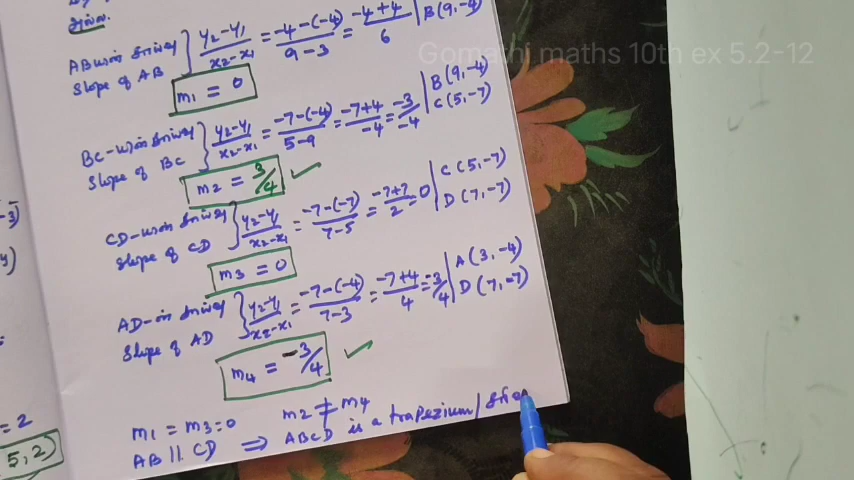 AB-யின் சாய்வு } y₂-y₁/x₂-x₁ = -4-(-4)/9-3 = -4+4/6 | B(9,-4)
Slope of AB
m₁ = 0
BC-யின் சாய்வு } y₂-y₁/x₂-x₁ = -7-(-4)/5-9 = -7+4/-4 = -3/-4 | B(9,-4)
Slope of BC C(5,-7)
m₂ = 3/4 ✓
CD-யின் சாய்வு } y₂-y₁/x₂-x₁ = -7-(-7)/7-5 = -7+7/2 = 0 | C(5,-7)
Slope of CD D(7,-7)
m₃ = 0
AD-ன் சாய்வு } y₂-y₁/x₂-x₁ = -7-(-4)/7-3 = -7+4/4 = -3/4 | A(3,-4)
Slope of AD D(7,-7)
m₄ = -3/4 ✓
m₁ = m₃ = 0 m₂ ≠ m₄
AB || CD ⇒ ABCD is a trapezium /
-3)
y)
= 2
5, 2)
Gomathi maths 10th ex 5.2-12